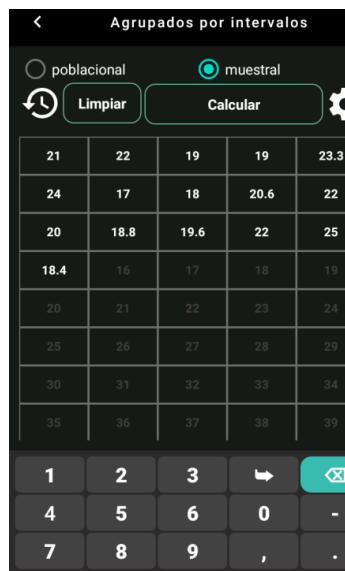 Agrupados por intervalos
poblacional muestral
Limpiar Calcular
21 22 19 19 23.3
24 17 18 20.6 22
20 18.8 19.6 22 25
18.4 16 17 18 19
20 21 22 23 24
25 26 27 28 29
30 31 32 33 34
35 36 37 38 39
1 2 3
4 5 6 0 -
7 8 9 , .